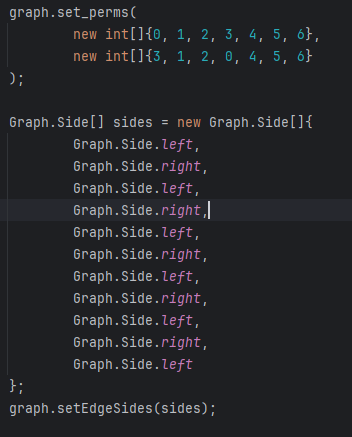 graph.set_perms(
new int[]{0, 1, 2, 3, 4, 5, 6},
new int[]{3, 1, 2, 0, 4, 5, 6}
);
Graph.Side[] sides = new Graph.Side[]{
Graph.Side.left,
Graph.Side.right,
Graph.Side.left,
Graph.Side.right,
Graph.Side.left,
Graph.Side.right,
Graph.Side.left,
Graph.Side.right,
Graph.Side.left,
Graph.Side.right,
Graph.Side.left
};
graph.setEdgeSides(sides);